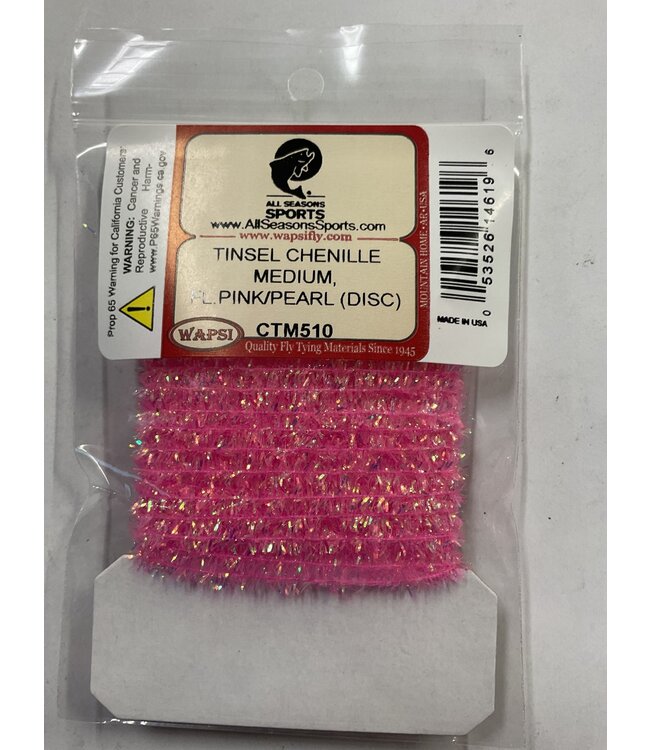 Prop 65 Warning for California Customers:
WARNING: Cancer and
Reproductive Harm-
www.P65Warnings.ca.gov
ALL SEASONS
SPORTS
www.AllSeasonsSports.com
www.wapsifly.com
TINSEL CHENILLE
MEDIUM,
FL.PINK/PEARL (DISC)
WAPSI
CTM510
Quality Fly Tying Materials Since 1945
MOUNTAIN HOME·AR·USA
0 53526 14619 6
MADE IN USA